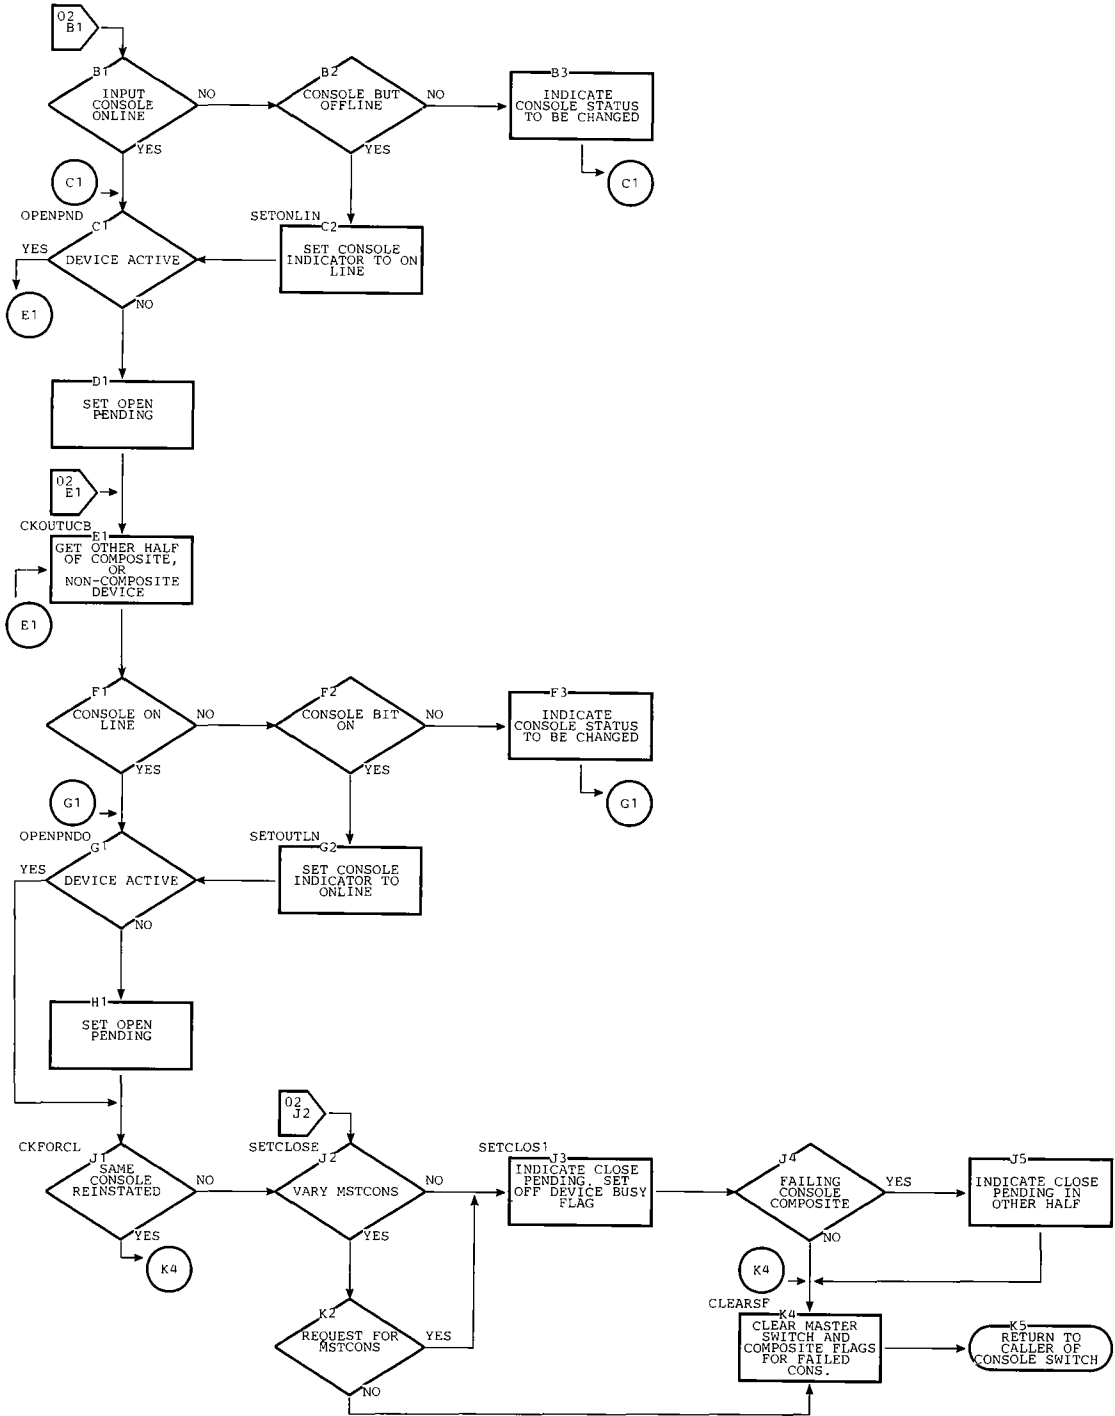 02
B1
B1
INPUT
CONSOLE
ONLINE
NO
YES
B2
CONSOLE BUT
OFFLINE
NO
YES
B3
INDICATE
CONSOLE STATUS
TO BE CHANGED
C1
C1
OPENPND
C1
DEVICE ACTIVE
YES
NO
SETONLIN
C2
SET CONSOLE
INDICATOR TO ON
LINE
E1
D1
SET OPEN
PENDING
02
E1
CKOUTUCB
E1
GET OTHER HALF
OF COMPOSITE,
OR
NON-COMPOSITE
DEVICE
E1
F1
CONSOLE ON
LINE
NO
YES
F2
CONSOLE BIT
ON
NO
YES
F3
INDICATE
CONSOLE STATUS
TO BE CHANGED
G1
G1
OPENPNDO
G1
DEVICE ACTIVE
YES
NO
SETOUTLN
G2
SET CONSOLE
INDICATOR TO
ONLINE
H1
SET OPEN
PENDING
02
J2
CKFORCL
J1
SAME
CONSOLE
REINSTATED
NO
YES
SETCLOSE
J2
VARY MSTCONS
NO
YES
SETCLOS1
J3
INDICATE CLOSE
PENDING. SET
OFF DEVICE BUSY
FLAG
J4
FAILING
CONSOLE
COMPOSITE
YES
NO
J5
INDICATE CLOSE
PENDING IN
OTHER HALF
K4
K4
CLEARSF
K2
REQUEST FOR
MSTCONS
YES
NO
K4
CLEAR MASTER
SWITCH AND
COMPOSITE FLAGS
FOR FAILED
CONS.
K5
RETURN TO
CALLER OF
CONSOLE SWITCH